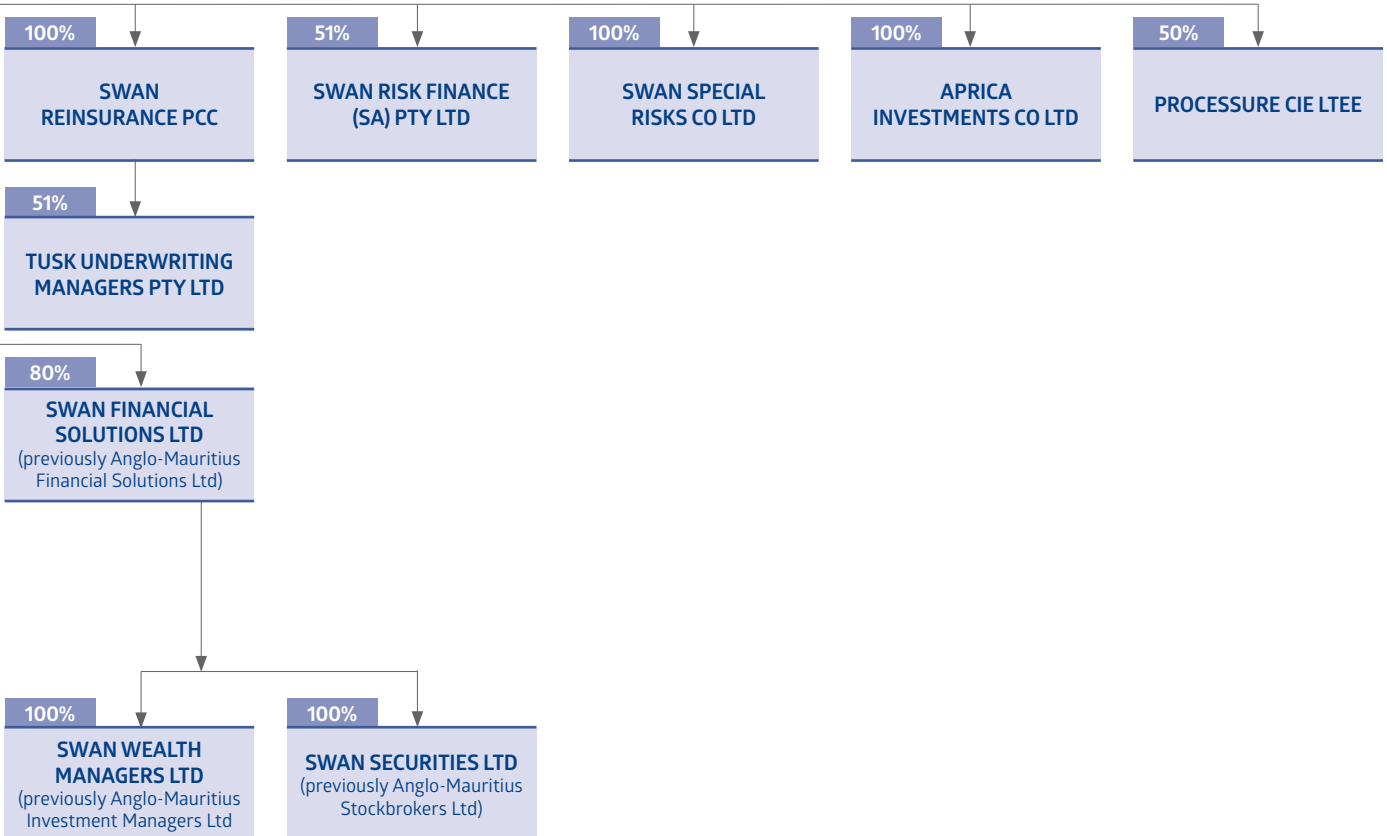 100%
SWAN
REINSURANCE PCC
51%
SWAN RISK FINANCE
(SA) PTY LTD
100%
SWAN SPECIAL
RISKS CO LTD
100%
APRICA
INVESTMENTS CO LTD
50%
PROCESSURE CIE LTEE
51%
TUSK UNDERWRITING
MANAGERS PTY LTD
80%
SWAN FINANCIAL
SOLUTIONS LTD
(previously Anglo-Mauritius
Financial Solutions Ltd)
100%
SWAN WEALTH
MANAGERS LTD
(previously Anglo-Mauritius
Investment Managers Ltd
100%
SWAN SECURITIES LTD
(previously Anglo-Mauritius
Stockbrokers Ltd)